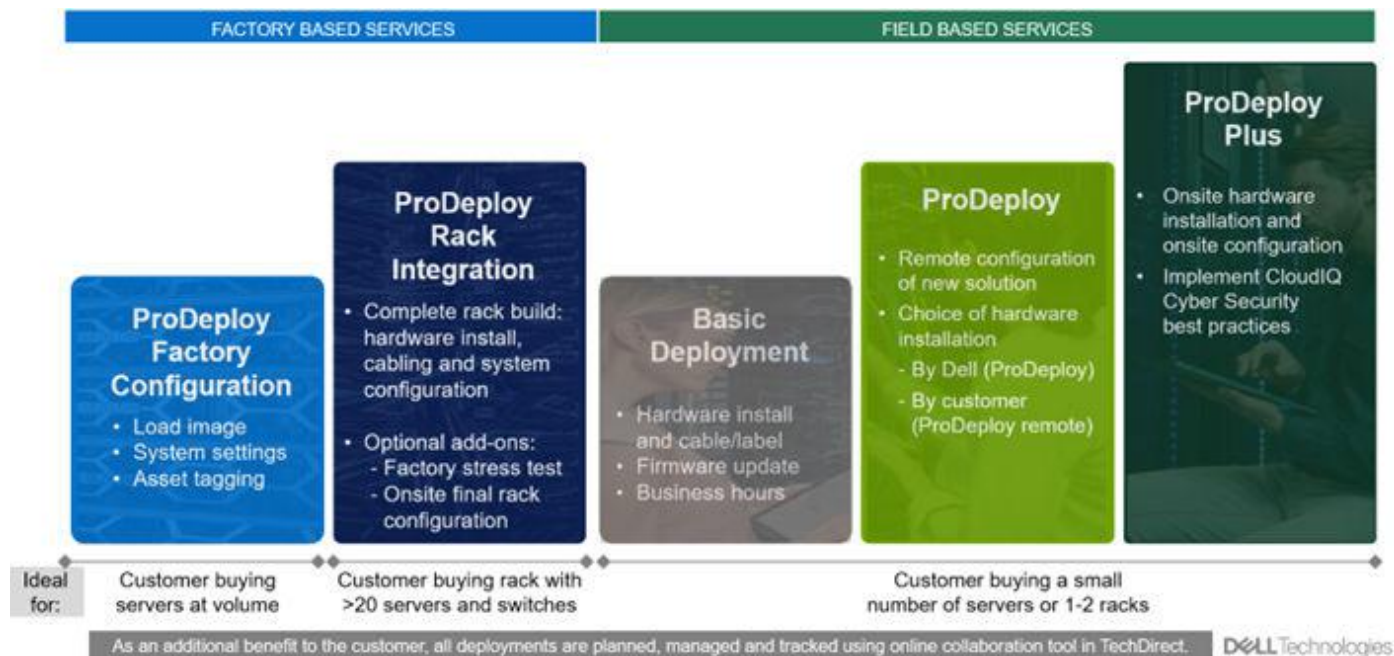 FACTORY BASED SERVICES
FIELD BASED SERVICES
ProDeploy
Factory
Configuration
• Load image
• System settings
• Asset tagging
ProDeploy
Rack
Integration
• Complete rack build:
hardware install,
cabling and system
configuration
• Optional add-ons:
- Factory stress test
- Onsite final rack
configuration
Basic
Deployment
• Hardware install
and cable/label
• Firmware update
• Business hours
ProDeploy
• Remote configuration
of new solution
• Choice of hardware
installation
- By Dell (ProDeploy)
- By customer
(ProDeploy remote)
ProDeploy
Plus
• Onsite hardware
installation and
onsite configuration
• Implement CloudIQ
Cyber Security
best practices
Ideal
for:
Customer buying
servers at volume
Customer buying rack with
>20 servers and switches
Customer buying a small
number of servers or 1-2 racks
As an additional benefit to the customer, all deployments are planned, managed and tracked using online collaboration tool in TechDirect.
DELL Technologies